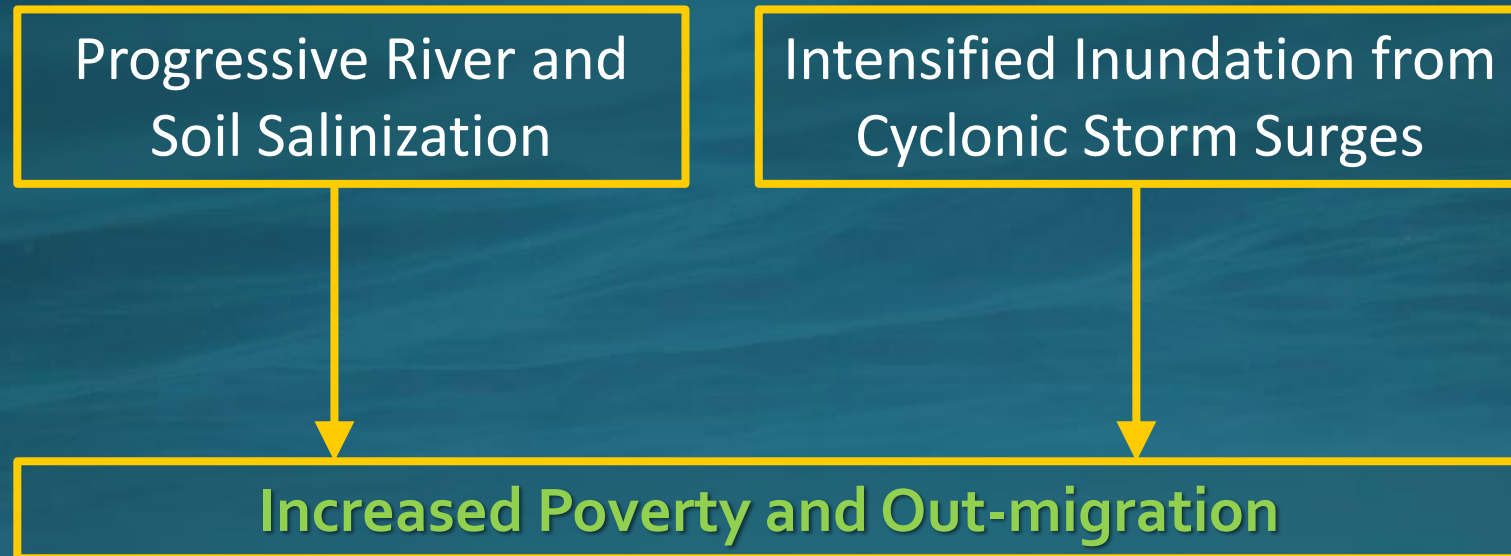 Progressive River and
Soil Salinization
Intensified Inundation from
Cyclonic Storm Surges
Increased Poverty and Out-migration